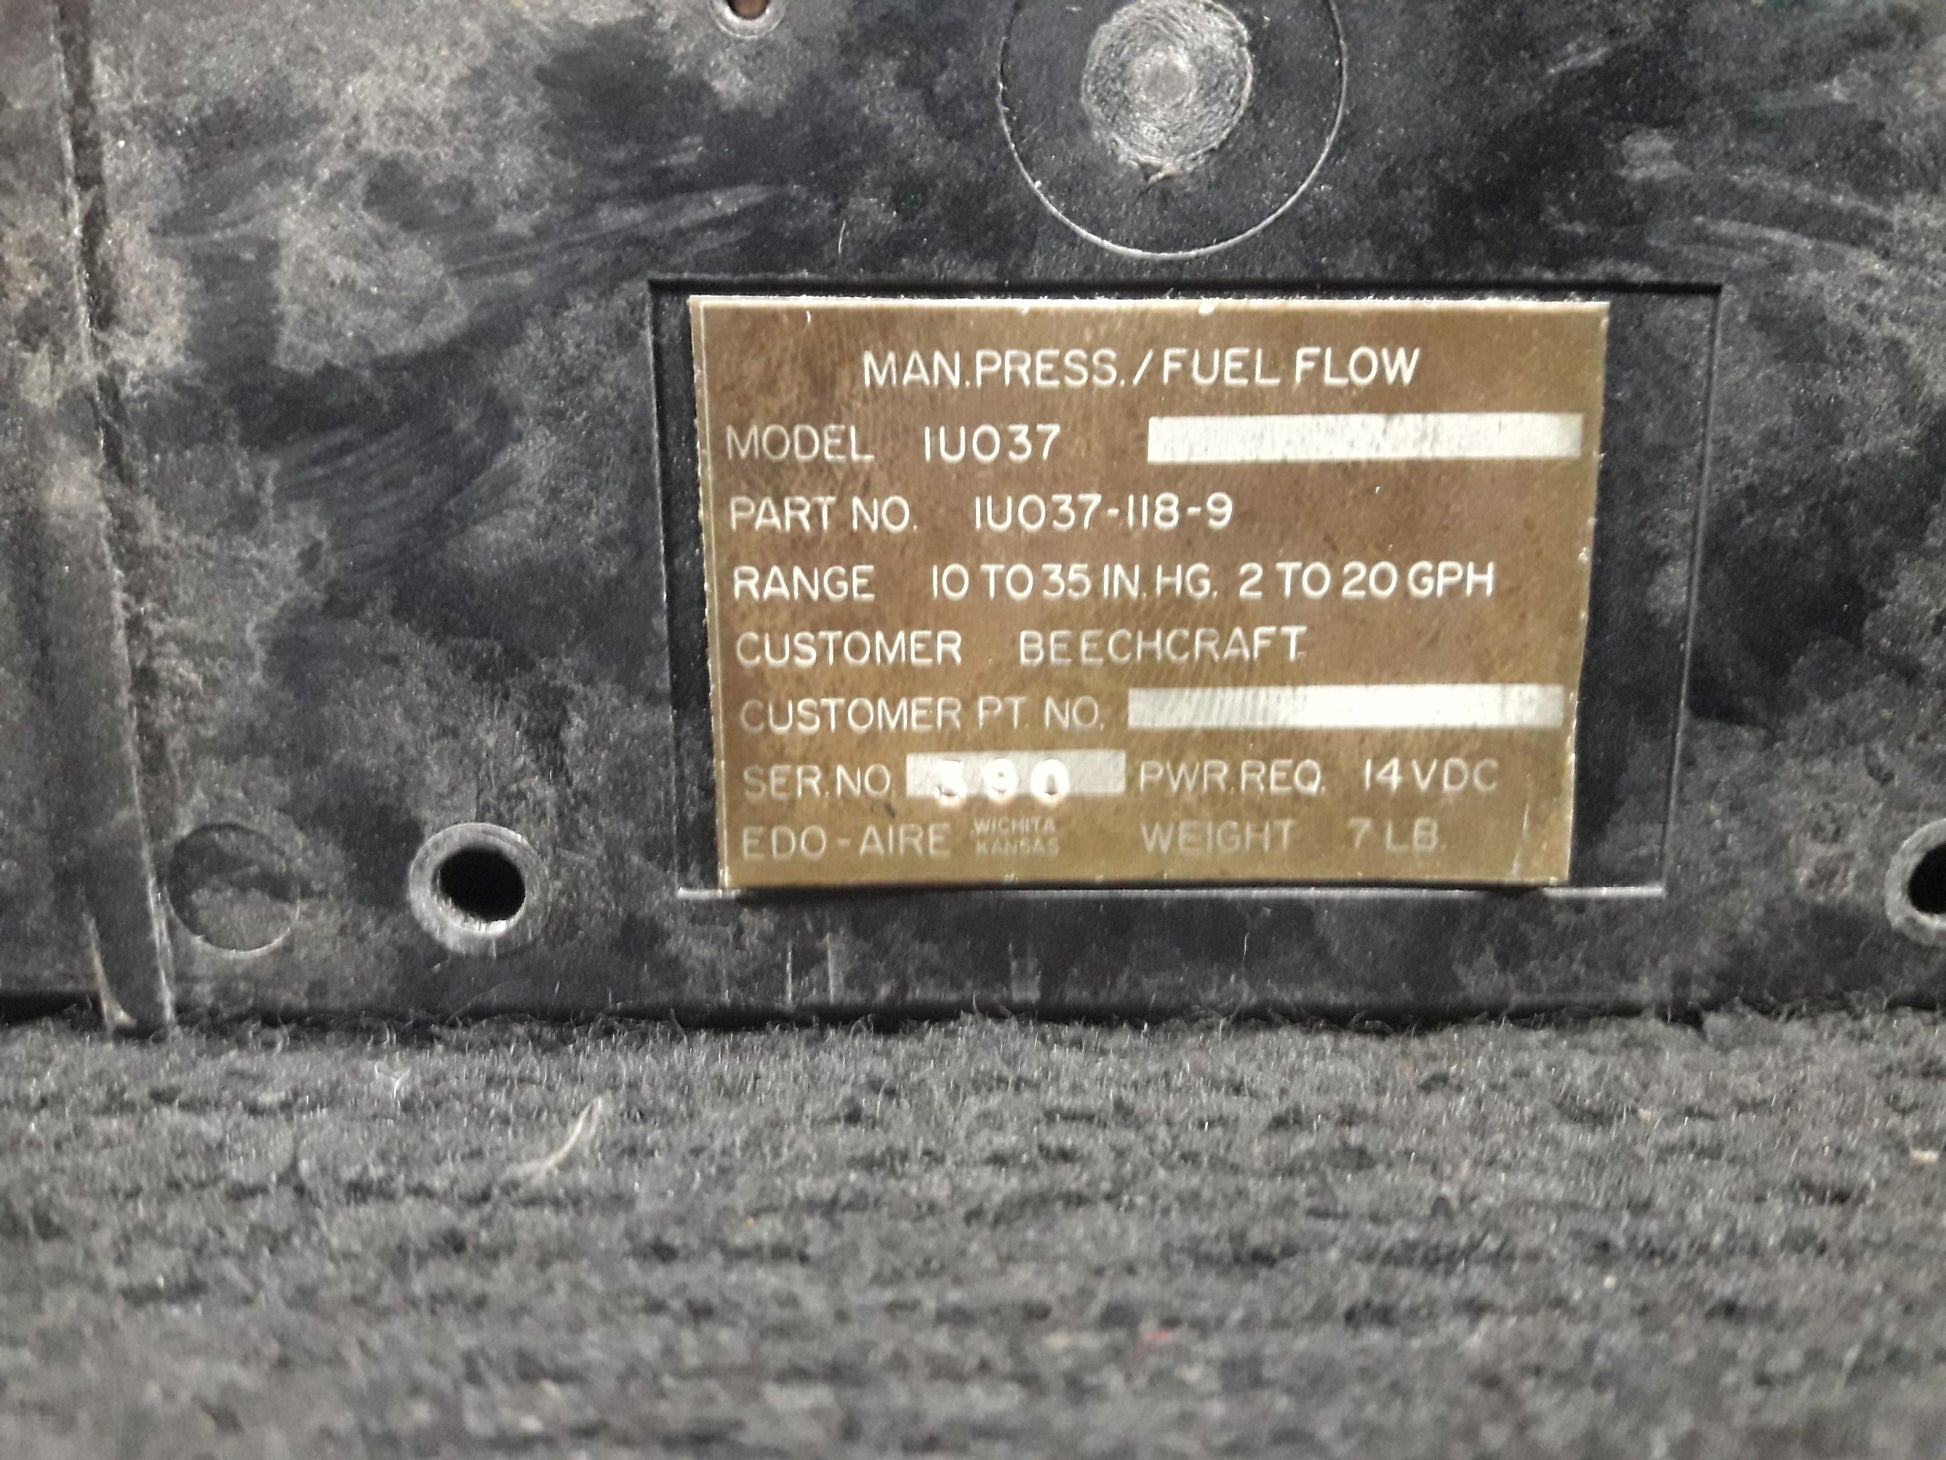 MAN.PRESS./FUEL FLOW
MODEL 1U037
PART NO. 1U037-118-9
RANGE 10 TO 35 IN. HG. 2 TO 20 GPH
CUSTOMER BEECHCRAFT
CUSTOMER PT. NO.
SER. NO. 390 PWR. REQ. 14 VDC
EDO-AIRE WICHITA KANSAS WEIGHT 7 LB.